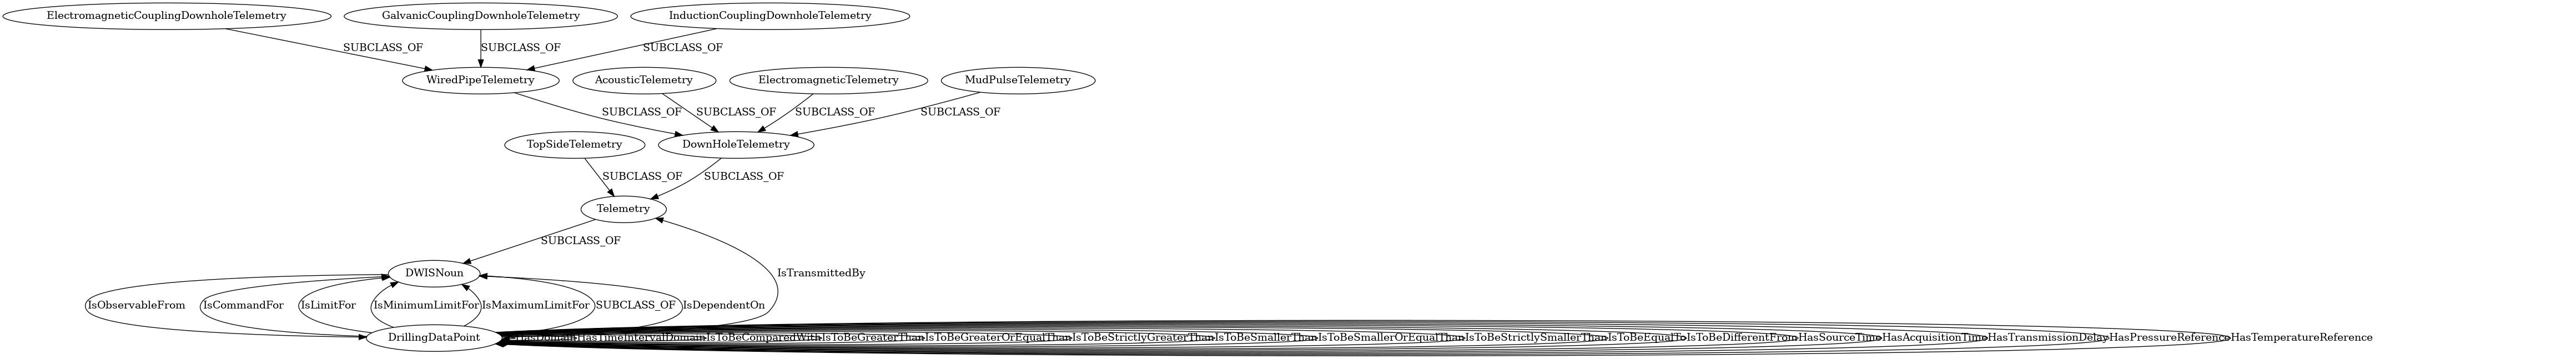 ElectromagneticCouplingDownholeTelemetry
GalvanicCouplingDownholeTelemetry
InductionCouplingDownholeTelemetry
SUBCLASS_OF
SUBCLASS_OF
SUBCLASS_OF
WiredPipeTelemetry
AcousticTelemetry
ElectromagneticTelemetry
MudPulseTelemetry
SUBCLASS_OF
SUBCLASS_OF
SUBCLASS_OF
SUBCLASS_OF
TopSideTelemetry
DownHoleTelemetry
SUBCLASS_OF
SUBCLASS_OF
Telemetry
SUBCLASS_OF
DWISNoun
IsTransmittedBy
IsObservableFrom
IsCommandFor
IsLimitFor
IsMinimumLimitFor
IsMaximumLimitFor
SUBCLASS_OF
IsDependentOn
DrillingDataPoint
HasDomain
HasTimeIntervalDomain
IsToBeComparedWith
IsToBeGreaterThan
IsToBeGreaterOrEqualThan
IsToBeStrictlyGreaterThan
IsToBeSmallerThan
IsToBeSmallerOrEqualThan
IsToBeStrictlySmallerThan
IsToBeEqualTo
IsToBeDifferentFrom
HasSourceTime
HasAcquisitionTime
HasTransmissionDelay
HasPressureReference
HasTemperatureReference